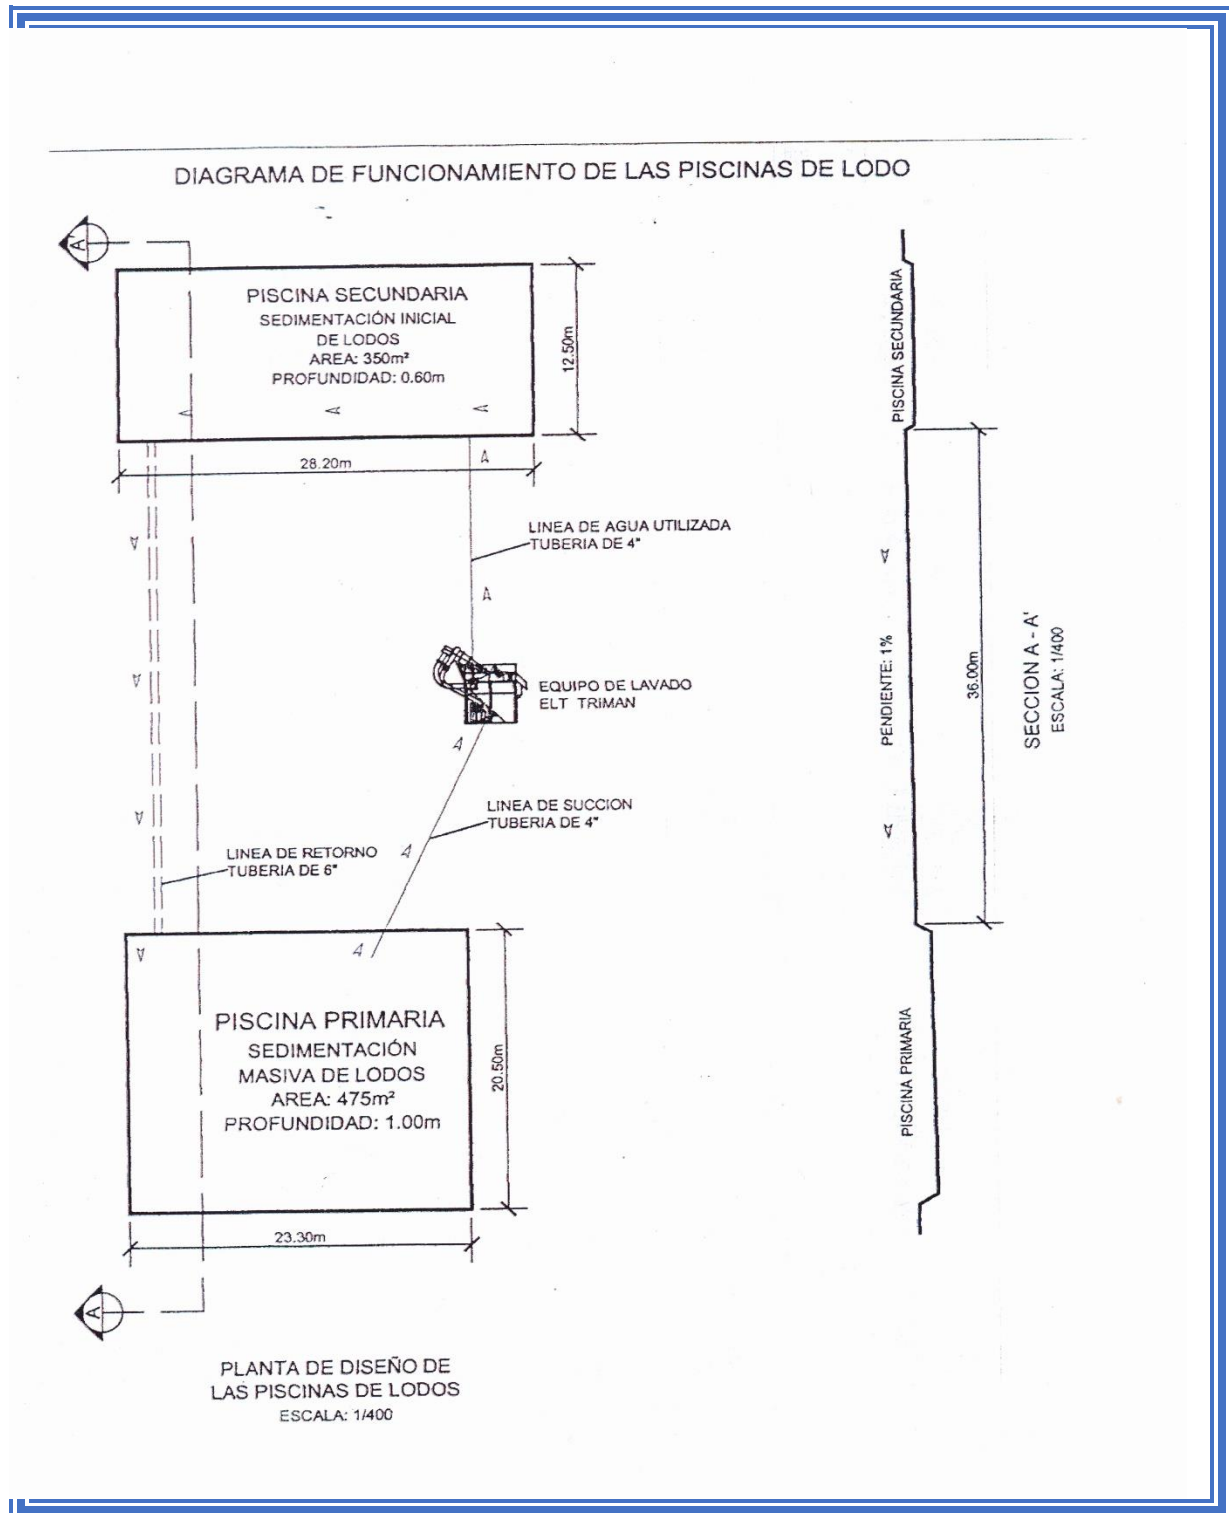 DIAGRAMA DE FUNCIONAMIENTO DE LAS PISCINAS DE LODO
A'
PISCINA SECUNDARIA
SEDIMENTACIÓN INICIAL
DE LODOS
AREA: 350m²
PROFUNDIDAD: 0.60m
12.50m
28.20m
LINEA DE AGUA UTILIZADA
TUBERIA DE 4"
EQUIPO DE LAVADO
ELT TRIMAN
LINEA DE SUCCION
TUBERIA DE 4"
LINEA DE RETORNO
TUBERIA DE 6"
PISCINA PRIMARIA
SEDIMENTACIÓN
MASIVA DE LODOS
AREA: 475m²
PROFUNDIDAD: 1.00m
20.50m
23.30m
A
PLANTA DE DISEÑO DE
LAS PISCINAS DE LODOS
ESCALA: 1/400
PISCINA SECUNDARIA
PENDIENTE: 1%
36.00m
PISCINA PRIMARIA
SECCION A - A'
ESCALA: 1/400